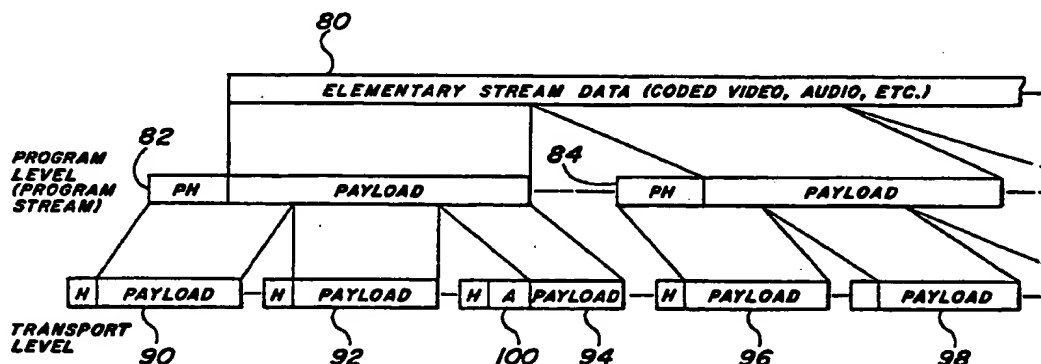 80
ELEMENTARY STREAM DATA (CODED VIDEO, AUDIO, ETC.)
82
84
PROGRAM
LEVEL
(PROGRAM
STREAM)
PH PAYLOAD PH PAYLOAD
H PAYLOAD H PAYLOAD H A PAYLOAD H PAYLOAD PAYLOAD
TRANSPORT
LEVEL
90 92 100 94 96 98